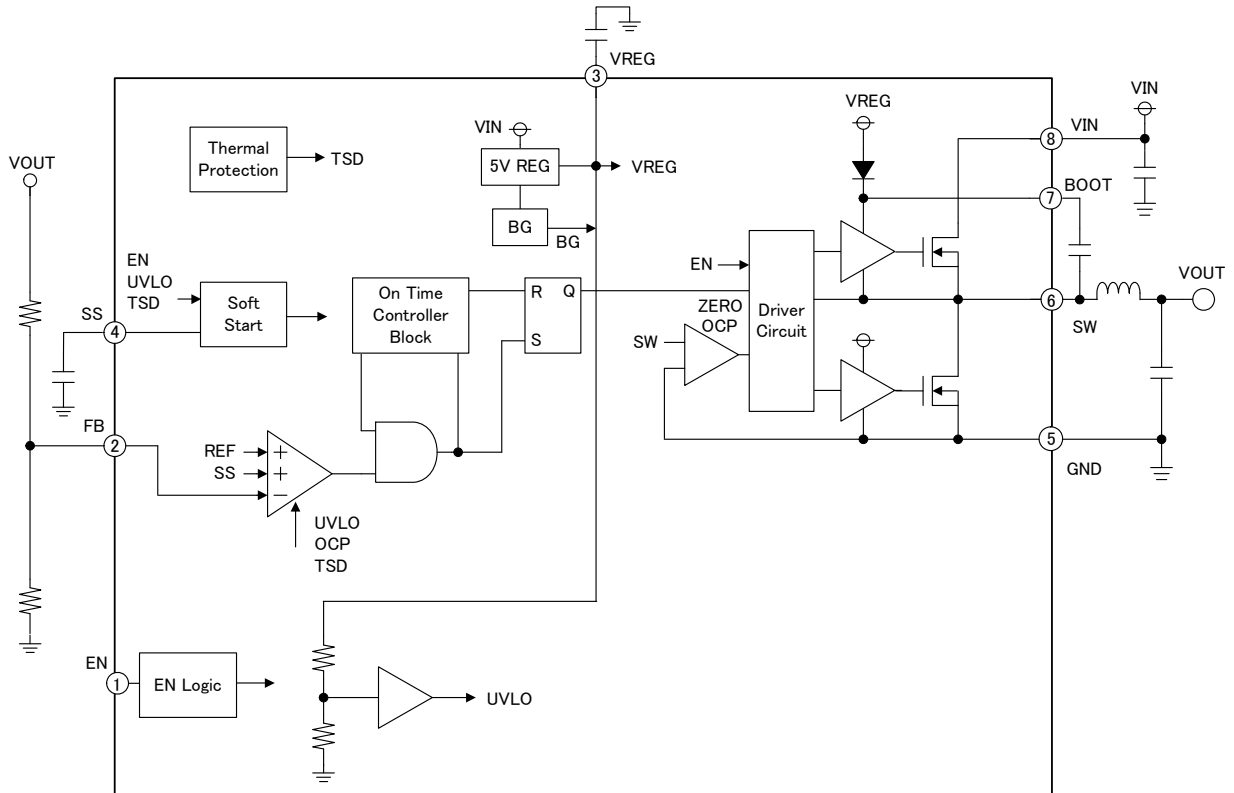 VREG
3
VIN
VREG
VIN
8
VIN
Thermal
Protection
TSD
VOUT
5V REG
VREG
7
BOOT
BG
BG
EN
UVLO
TSD
EN
VOUT
SS
4
Soft
Start
On Time
Controller
Block
R
Q
S
ZERO
OCP
SW
Driver
Circuit
6
SW
FB
2
REF
+
SS
+
−
5
GND
UVLO
OCP
TSD
EN
1
EN Logic
UVLO